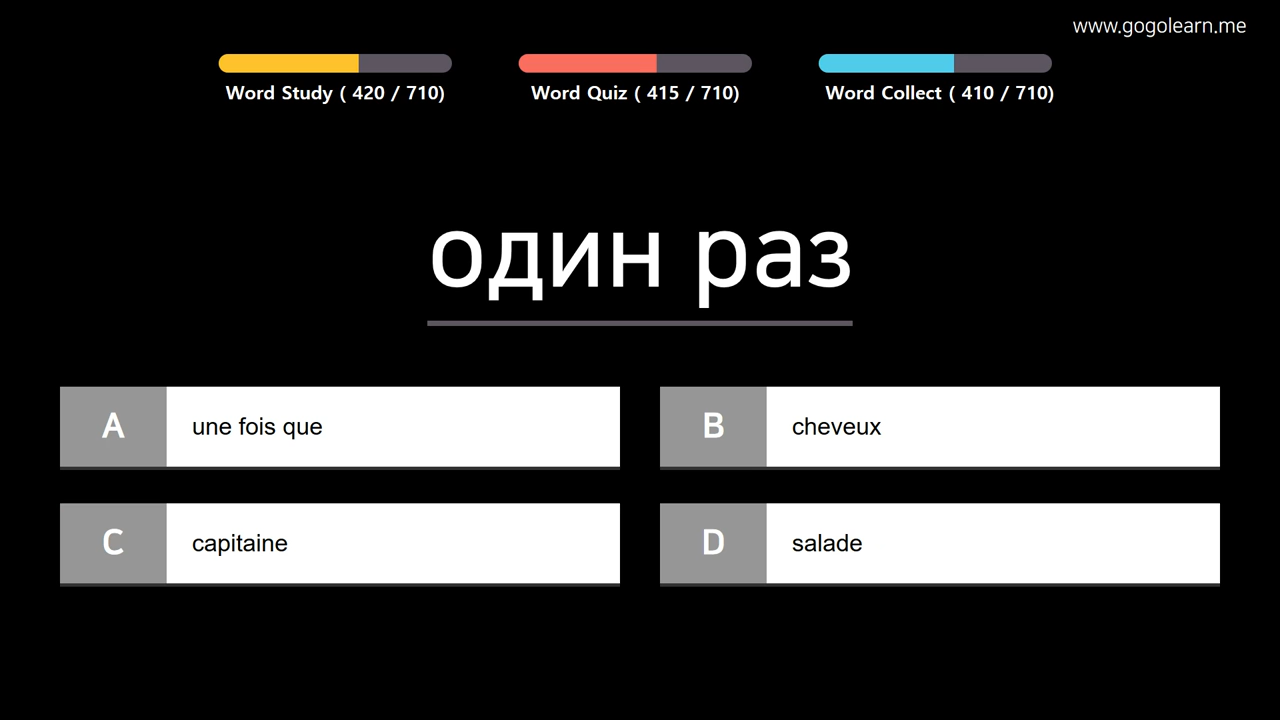 www.gogolearn.me
Word Study ( 420 / 710)
Word Quiz ( 415 / 710)
Word Collect ( 410 / 710)
один раз
A
une fois que
B
cheveux
C
capitaine
D
salade